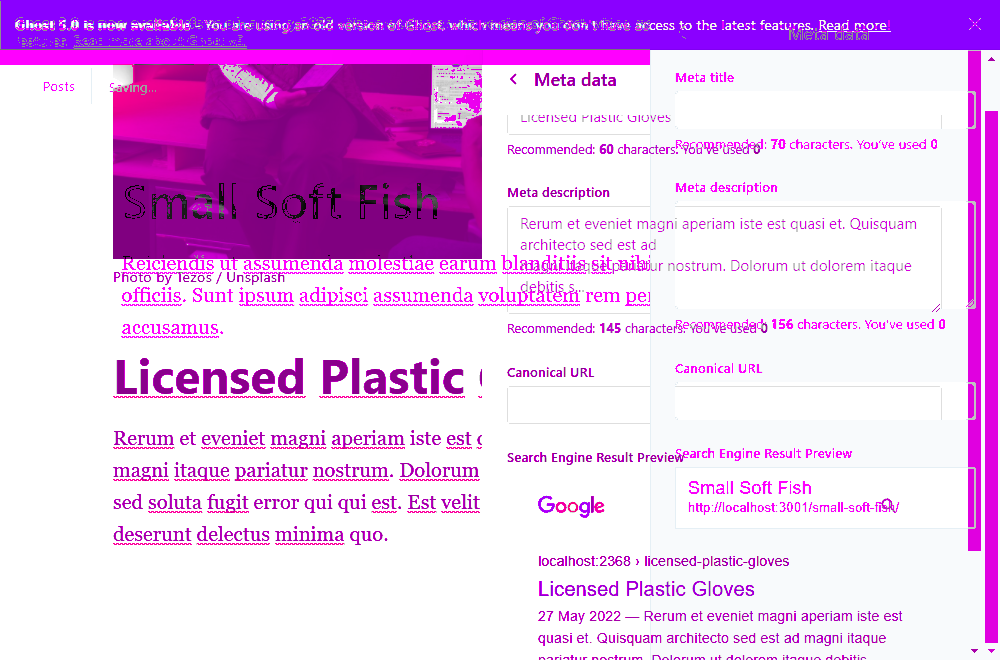 Ghost 5.0 is now available - You are using an old version of Ghost, which means you don't have access to the latest features. Read more!
Meta data
Posts
Saving...
Meta data
Meta title
Licensed Plastic Gloves
Recommended: 60 characters. You've used 0
Recommended: 70 characters. You've used 0
Meta description
Meta description
Rerum et eveniet magni aperiam iste est quasi et. Quisquam
architecto sed est ad
pariatur nostrum. Dolorum ut dolorem itaque
debitis s...
Recommended: 145 characters. You've used 0
Recommended: 156 characters. You've used 0
Canonical URL
Canonical URL
Search Engine Result Preview
Search Engine Result Preview
Small Soft Fish
http://localhost:3001/small-soft-fish/
Google
localhost:2368 › licensed-plastic-gloves
Licensed Plastic Gloves
27 May 2022 — Rerum et eveniet magni aperiam iste est
quasi et. Quisquam architecto sed est ad magni itaque
pariatur nostrum. Dolorum ut dolorem itaque debitis
Small Soft Fish
Photo by Tezos / Unsplash
Reiciendis ut assumenda molestiae earum blanditiis sit nihi
officiis. Sunt ipsum adipisci assumenda voluptatem rem per
accusamus.
Licensed Plastic
Rerum et eveniet magni aperiam iste est
magni itaque pariatur nostrum. Dolorum
sed soluta fugit error qui qui est. Est velit
deserunt delectus minima quo.